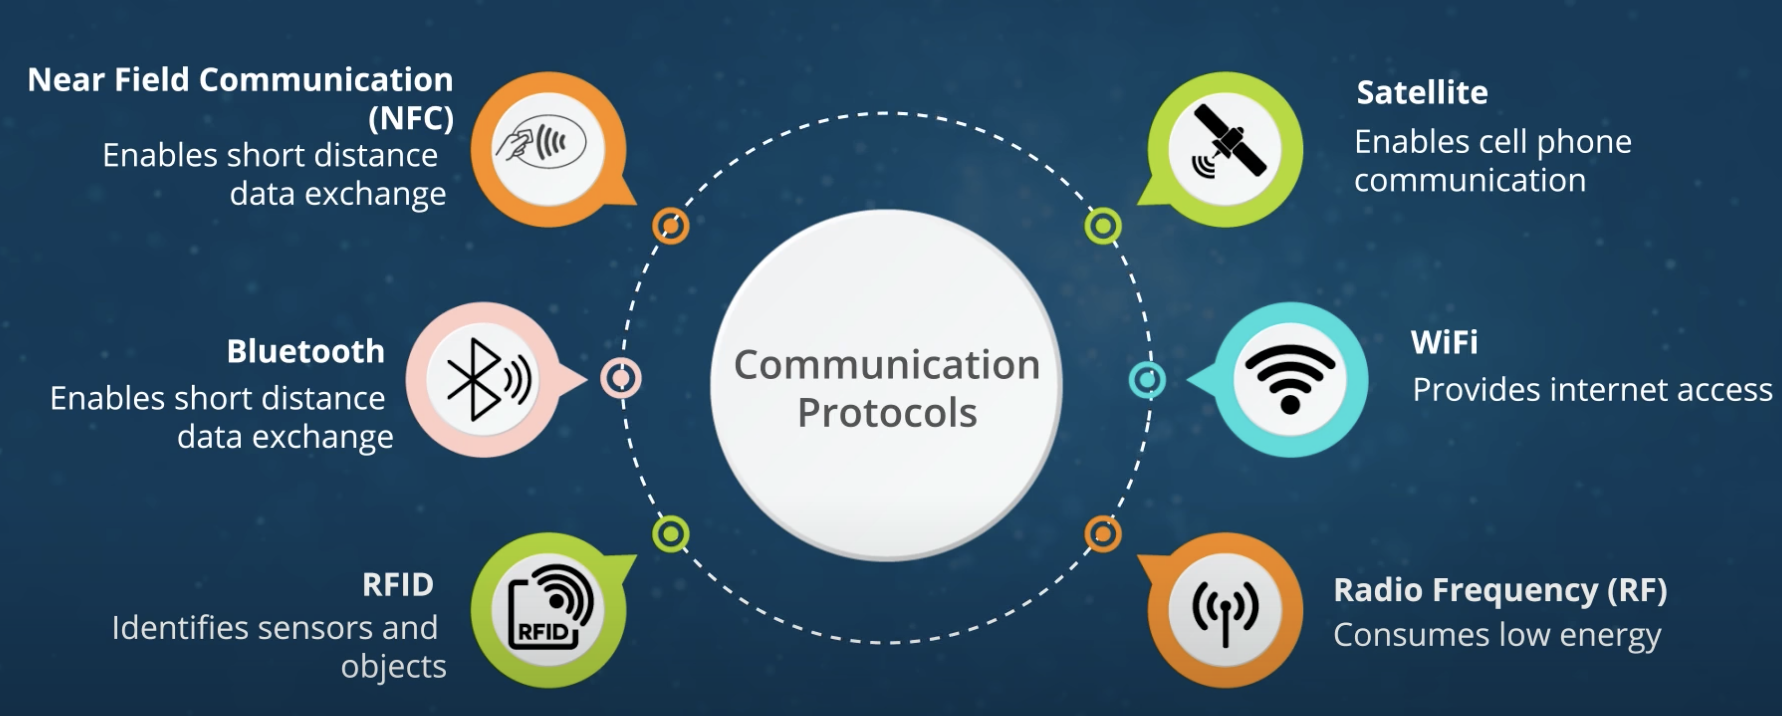 Near Field Communication
(NFC)
Enables short distance
data exchange
Bluetooth
Enables short distance
data exchange
RFID
Identifies sensors and
objects
RFID
Communication
Protocols
Satellite
Enables cell phone
communication
WiFi
Provides internet access
Radio Frequency (RF)
Consumes low energy